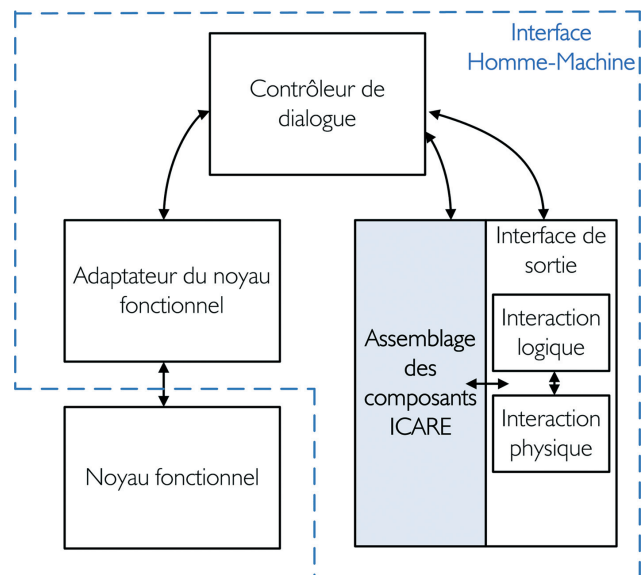 Interface
Homme-Machine
Contrôleur de
dialogue
Adaptateur du noyau
fonctionnel
Noyau fonctionnel
Assemblage
des
composants
ICARE
Interface de
sortie
Interaction
logique
Interaction
physique